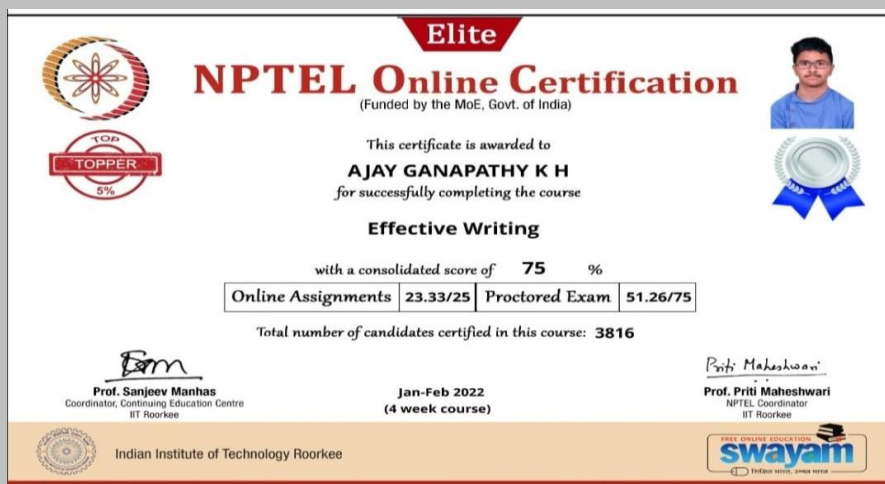 Elite
NPTEL Online Certification
(Funded by the MoE, Govt. of India)
TOP
TOPPER
5%
This certificate is awarded to
AJAY GANAPATHY K H
for successfully completing the course
Effective Writing
with a consolidated score of 75 %
Online Assignments 23.33/25 Proctored Exam 51.26/75
Total number of candidates certified in this course: 3816
Priti Maheshwari
Prof. Sanjeev Manhas
Coordinator, Continuing Education Centre
IIT Roorkee
Jan-Feb 2022
(4 week course)
Prof. Priti Maheshwari
NPTEL Coordinator
IIT Roorkee
Indian Institute of Technology Roorkee
FREE ONLINE EDUCATION
swayam
शिक्षित भारत, उन्नत भारत